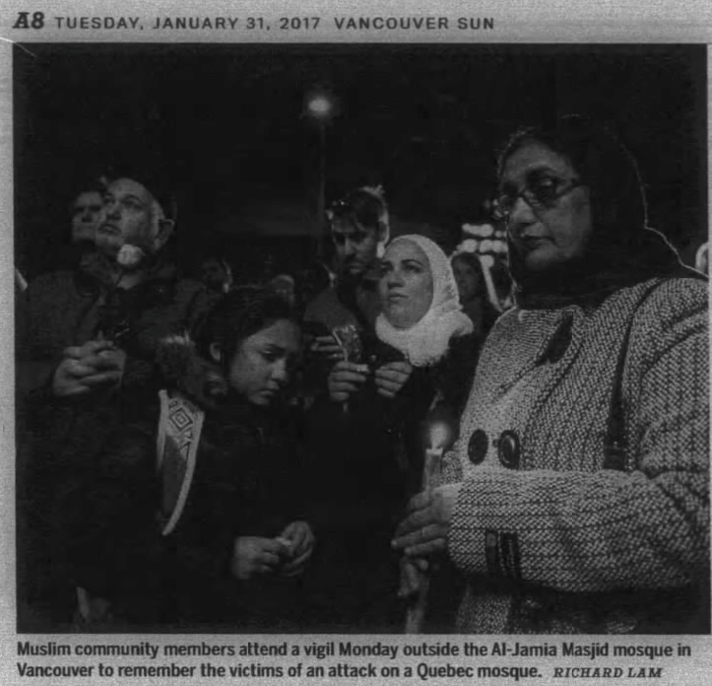 A8 TUESDAY, JANUARY 31, 2017 VANCOUVER SUN
Muslim community members attend a vigil Monday outside the Al-Jamia Masjid mosque in
Vancouver to remember the victims of an attack on a Quebec mosque. RICHARD LAM